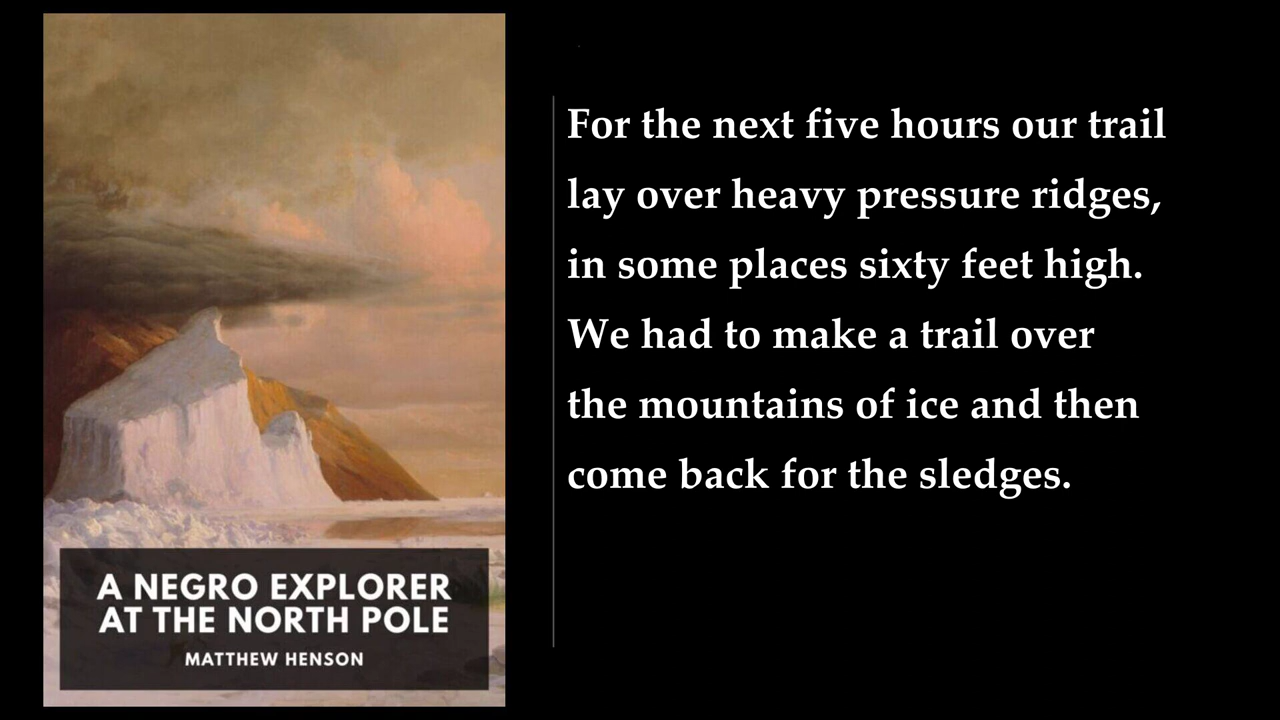 For the next five hours our trail
lay over heavy pressure ridges,
in some places sixty feet high.
We had to make a trail over
the mountains of ice and then
come back for the sledges.
A NEGRO EXPLORER
AT THE NORTH POLE
MATTHEW HENSON